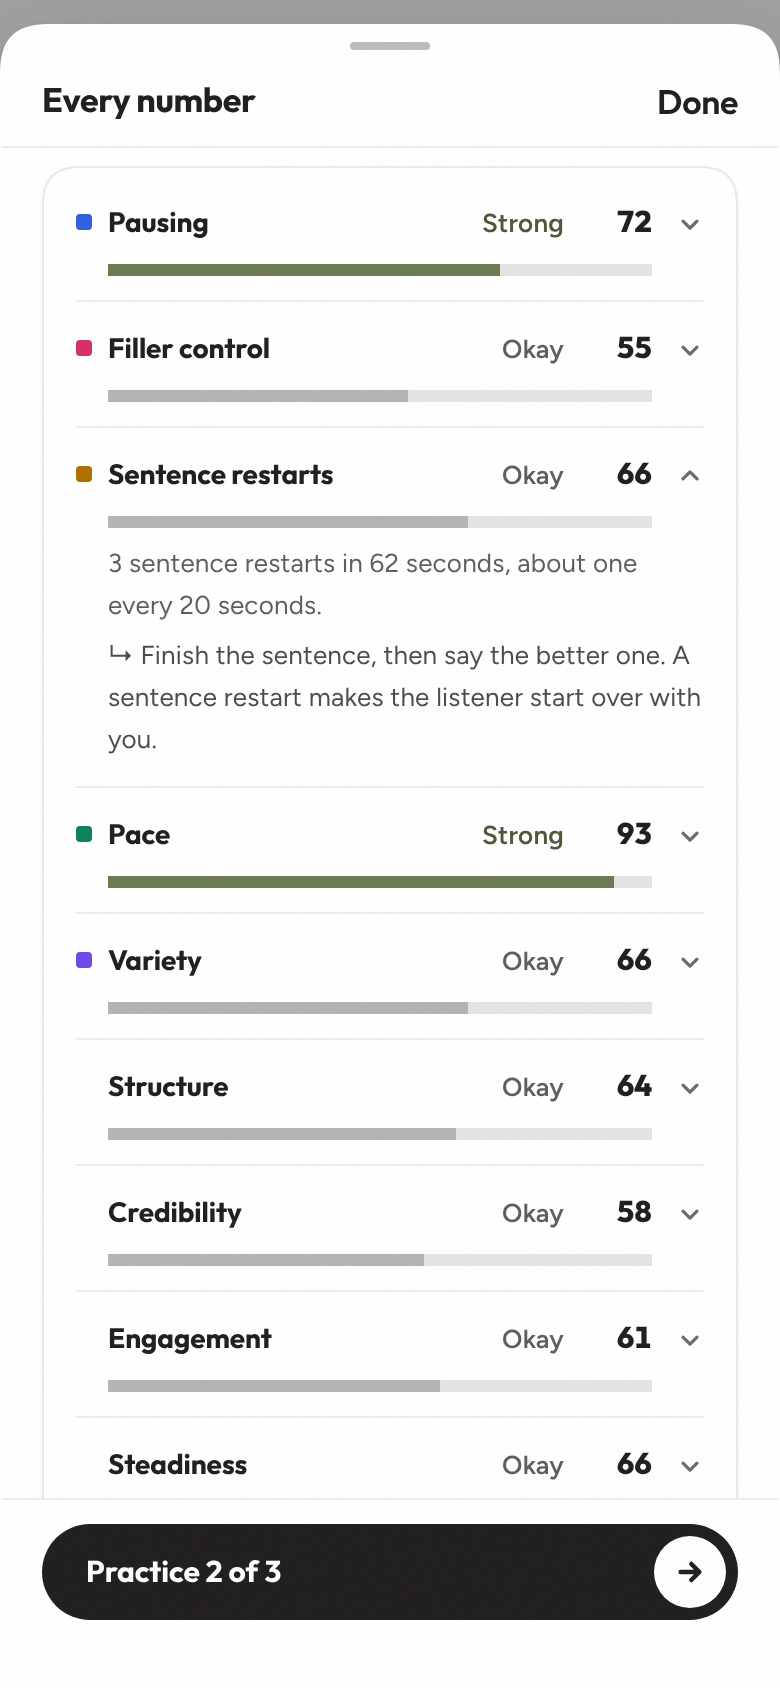 Every number
Done
Pausing Strong 72
Filler control Okay 55
Sentence restarts Okay 66
3 sentence restarts in 62 seconds, about one
every 20 seconds.
↳ Finish the sentence, then say the better one. A
sentence restart makes the listener start over with
you.
Pace Strong 93
Variety Okay 66
Structure Okay 64
Credibility Okay 58
Engagement Okay 61
Steadiness Okay 66
Practice 2 of 3